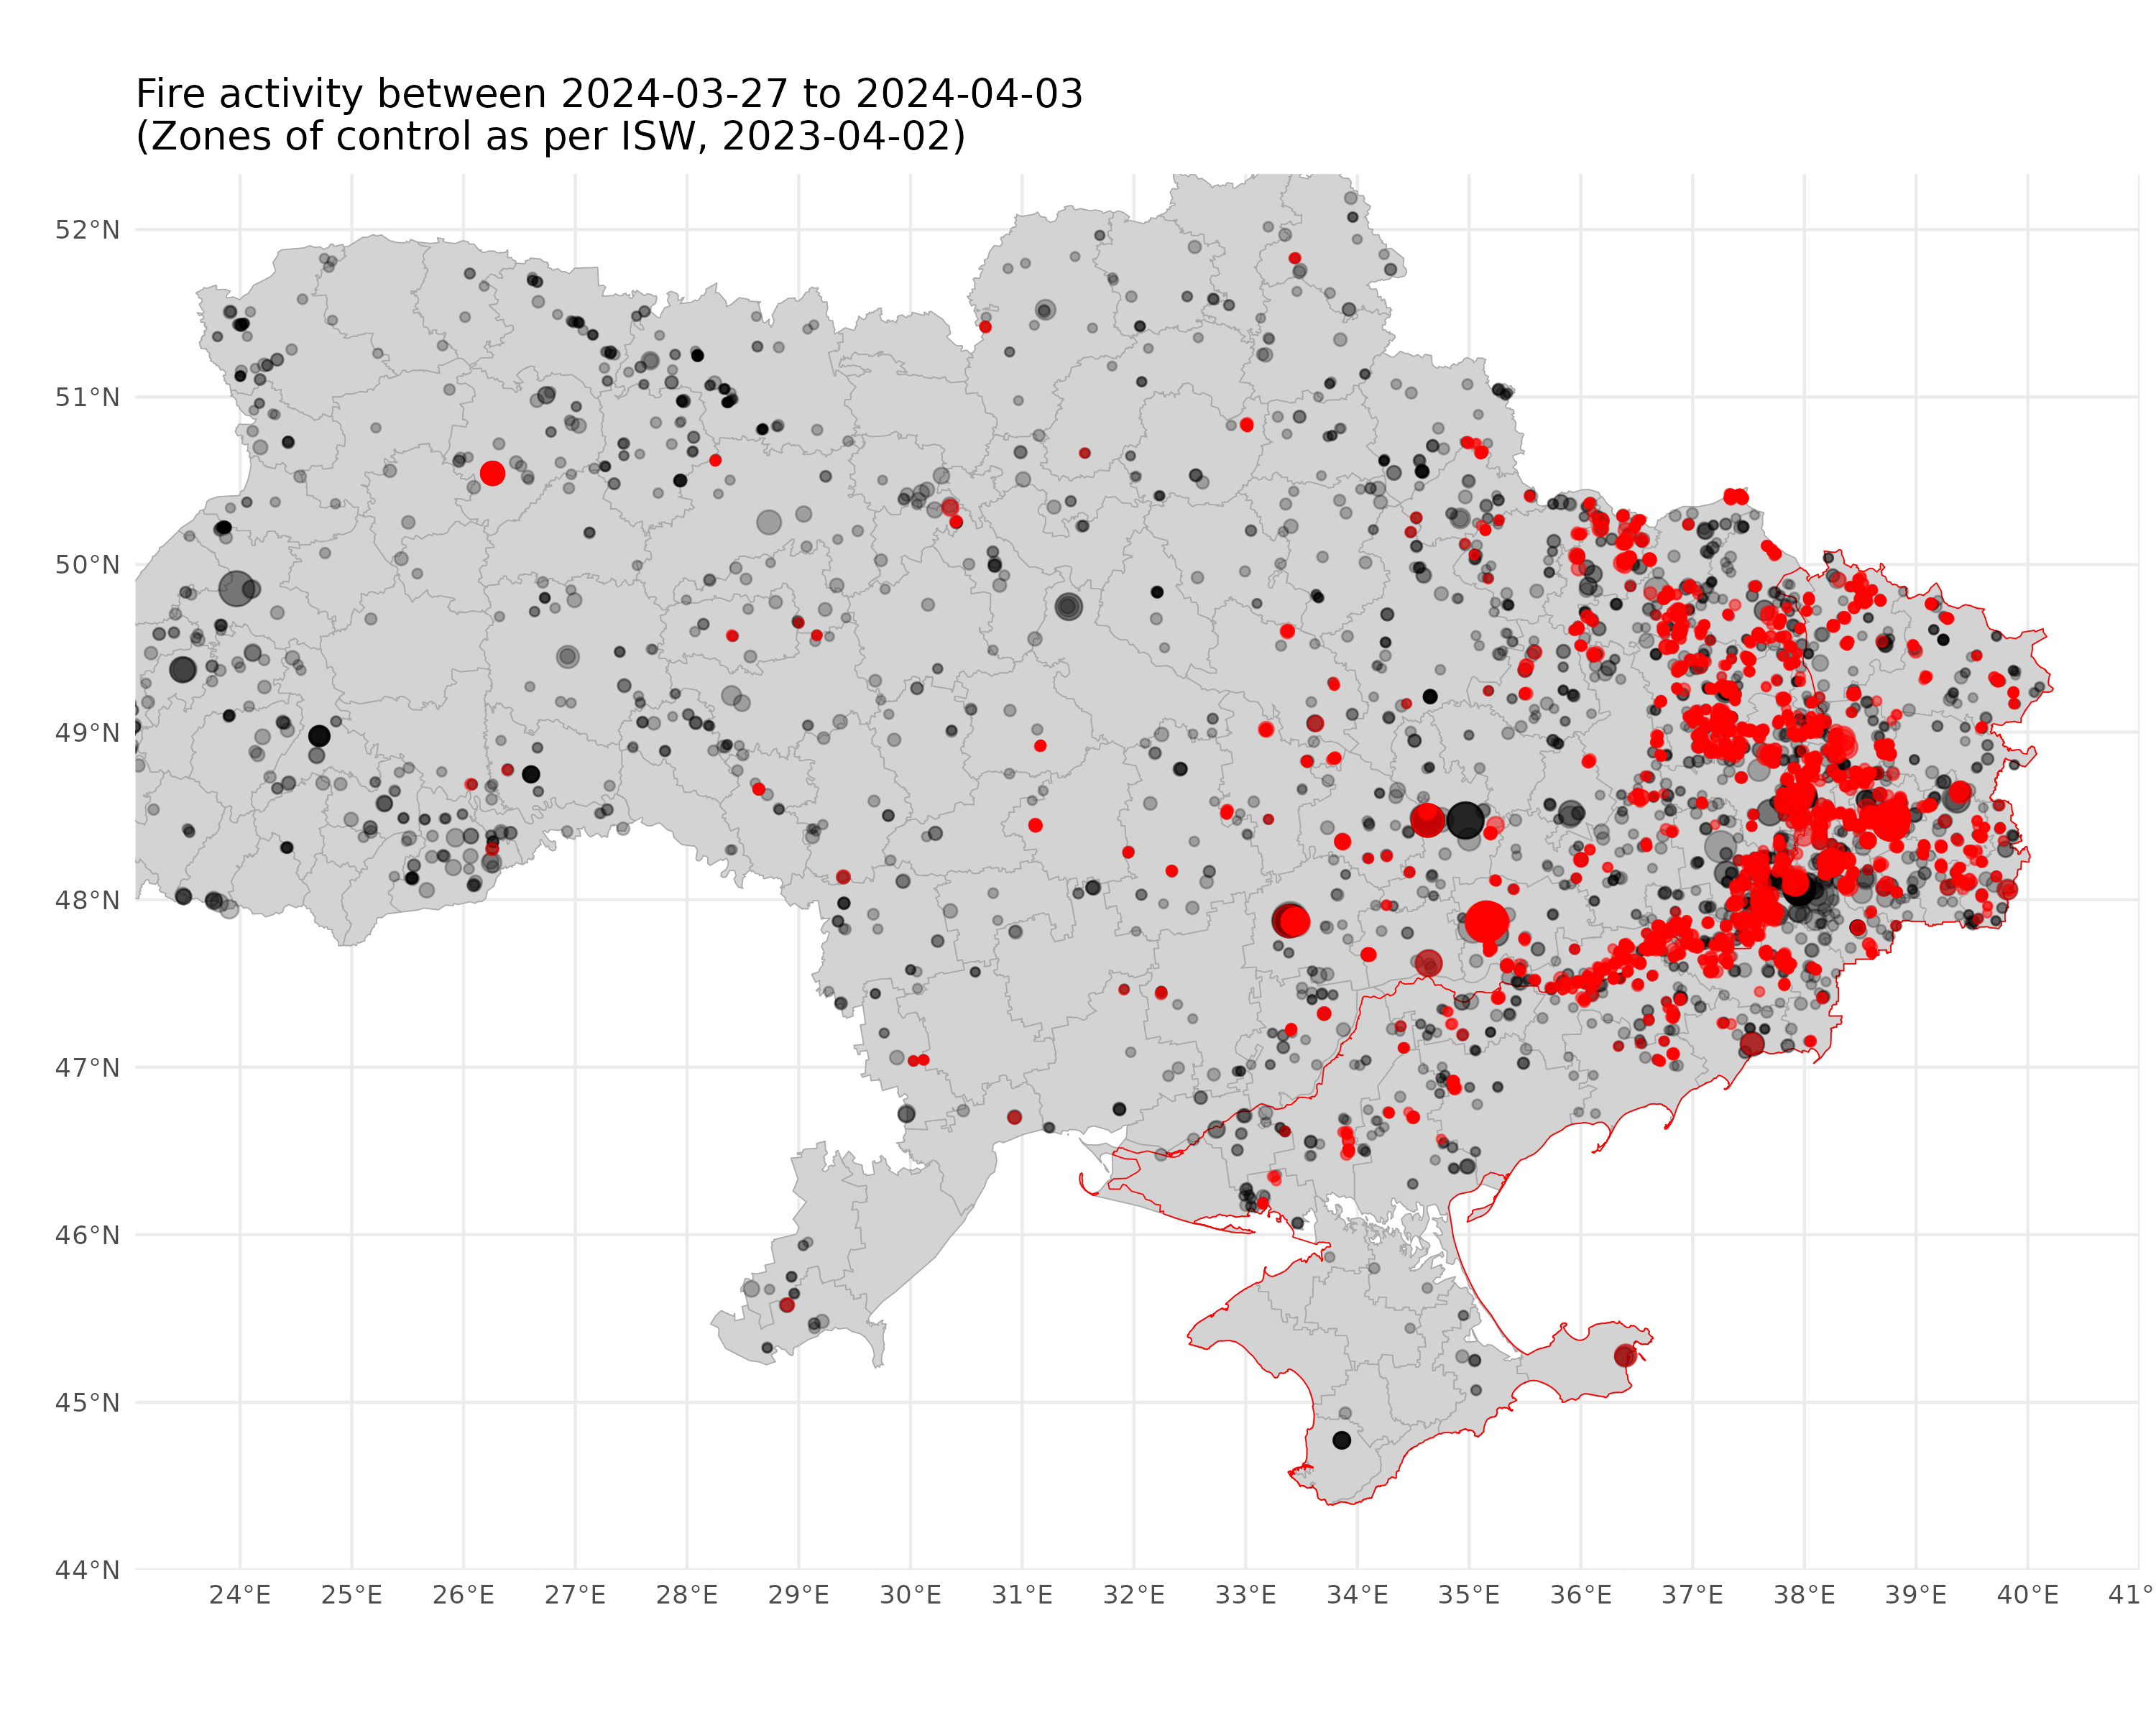 Fire activity between 2024-03-27 to 2024-04-03
(Zones of control as per ISW, 2023-04-02)
52°N
51°N
50°N
49°N
48°N
47°N
46°N
45°N
44°N
24°E 25°E 26°E 27°E 28°E 29°E 30°E 31°E 32°E 33°E 34°E 35°E 36°E 37°E 38°E 39°E 40°E 41°